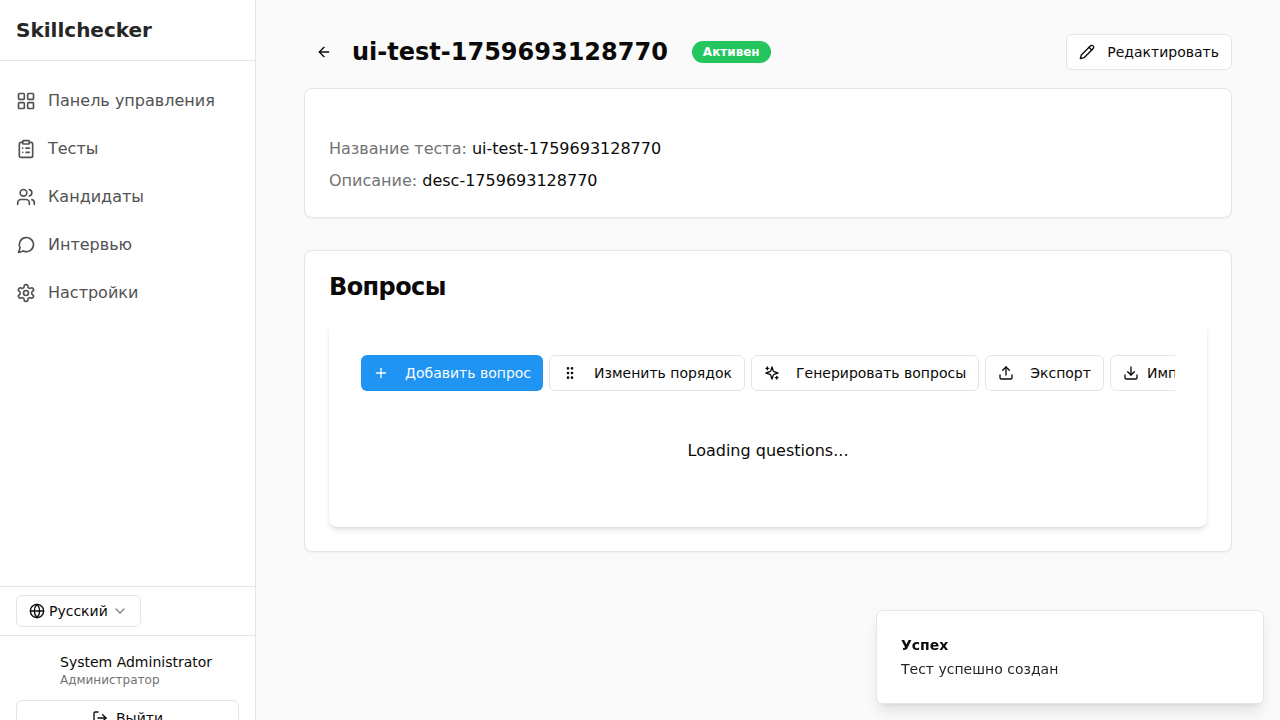 Skillchecker
Панель управления
Тесты
Кандидаты
Интервью
Настройки
Русский
System Administrator
Администратор
Выйти
ui-test-1759693128770
Активен
Редактировать
Название теста: ui-test-1759693128770
Описание: desc-1759693128770
Вопросы
Добавить вопрос
Изменить порядок
Генерировать вопросы
Экспорт
Имп
Loading questions...
Успех
Тест успешно создан